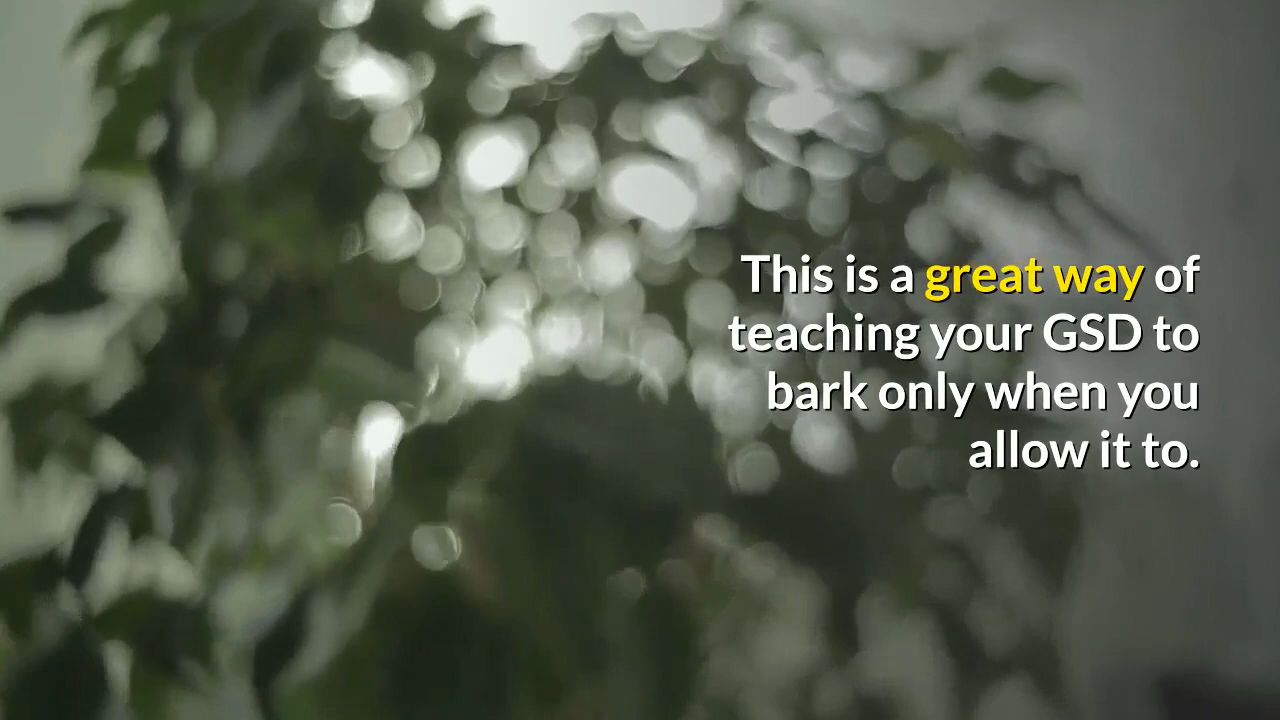 This is a great way of
teaching your GSD to
bark only when you
allow it to.